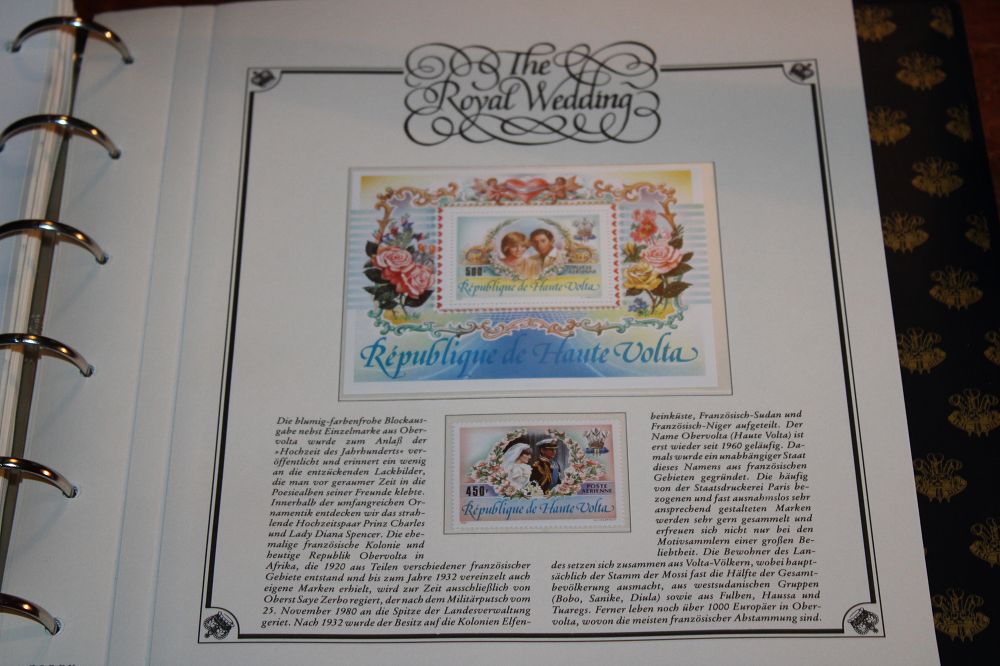 The
Royal Wedding
500F
République de Haute Volta
République de Haute Volta
Die blumig-farbenfrohe Blockaus-
gabe nebst Einzelmarke aus Ober-
volta wurde zum Anlaß der
»Hochzeit des Jahrhunderts« ver-
öffentlicht und erinnert ein wenig
an die entzückenden Lackbilder,
die man vor geraumer Zeit in die
Poesiealben seiner Freunde klebte.
Innerhalb der umfangreichen Or-
namentik entdecken wir das strah-
lende Hochzeitspaar Prinz Charles
und Lady Diana Spencer. Die ehe-
malige französische Kolonie und
heutige Republik Obervolta in
Afrika, die 1920 aus Teilen verschiedener französischer
Gebiete entstand und bis zum Jahre 1932 vereinzelt auch
eigene Marken erhielt, wird zur Zeit ausschließlich von
Oberst Saye Zerbo regiert, der nach dem Militärputsch vom
25. November 1980 an die Spitze der Landesverwaltung
geriet. Nach 1932 wurde der Besitz auf die Kolonien Elfen-
450F
POSTE
AERIENNE
République de Haute Volta
beinküste, Französisch-Sudan und
Französisch-Niger aufgeteilt. Der
Name Obervolta (Haute Volta) ist
erst wieder seit 1960 geläufig. Da-
mals wurde ein unabhängiger Staat
dieses Namens aus französischen
Gebieten gegründet. Die häufig
von der Staatsdruckerei Paris be-
zogenen und fast ausnahmslos sehr
ansprechend gestalteten Marken
werden sehr gern gesammelt und
erfreuen sich nicht nur bei den
Motivsammlern einer großen Be-
liebtheit. Die Bewohner des Lan-
des setzen sich zusammen aus Volta-Völkern, wobei haupt-
sächlich der Stamm der Mossi fast die Hälfte der Gesamt-
bevölkerung ausmacht, aus westsudanischen Gruppen
(Bobo, Sanike, Diula) sowie aus Fulben, Haussa und
Tuaregs. Ferner leben noch über 1000 Europäer in Ober-
volta, wovon die meisten französischer Abstammung sind.